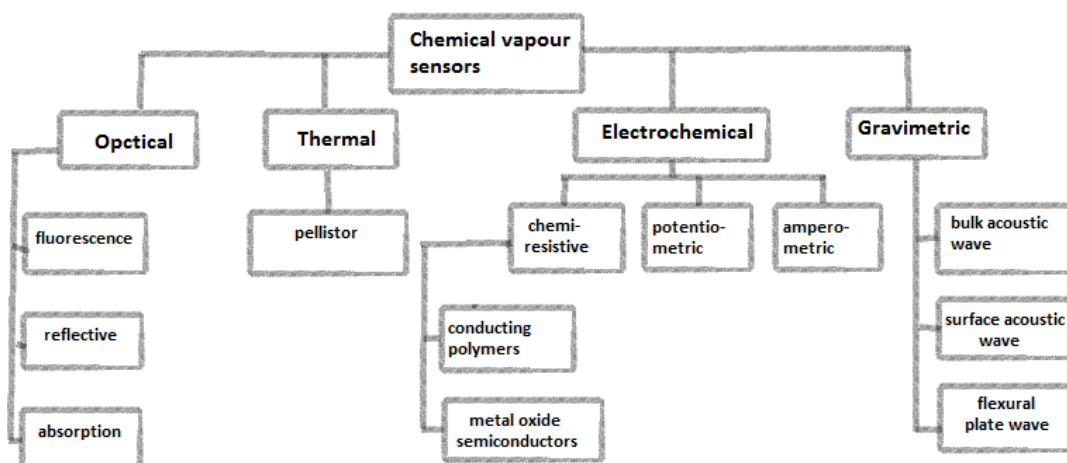 Chemical vapour
sensors
Opctical
Thermal
Electrochemical
Gravimetric
fluorescence
reflective
absorption
pellistor
chemi-
resistive
potentio-
metric
ampero-
metric
conducting
polymers
metal oxide
semiconductors
bulk acoustic
wave
surface acoustic
wave
flexural
plate wave